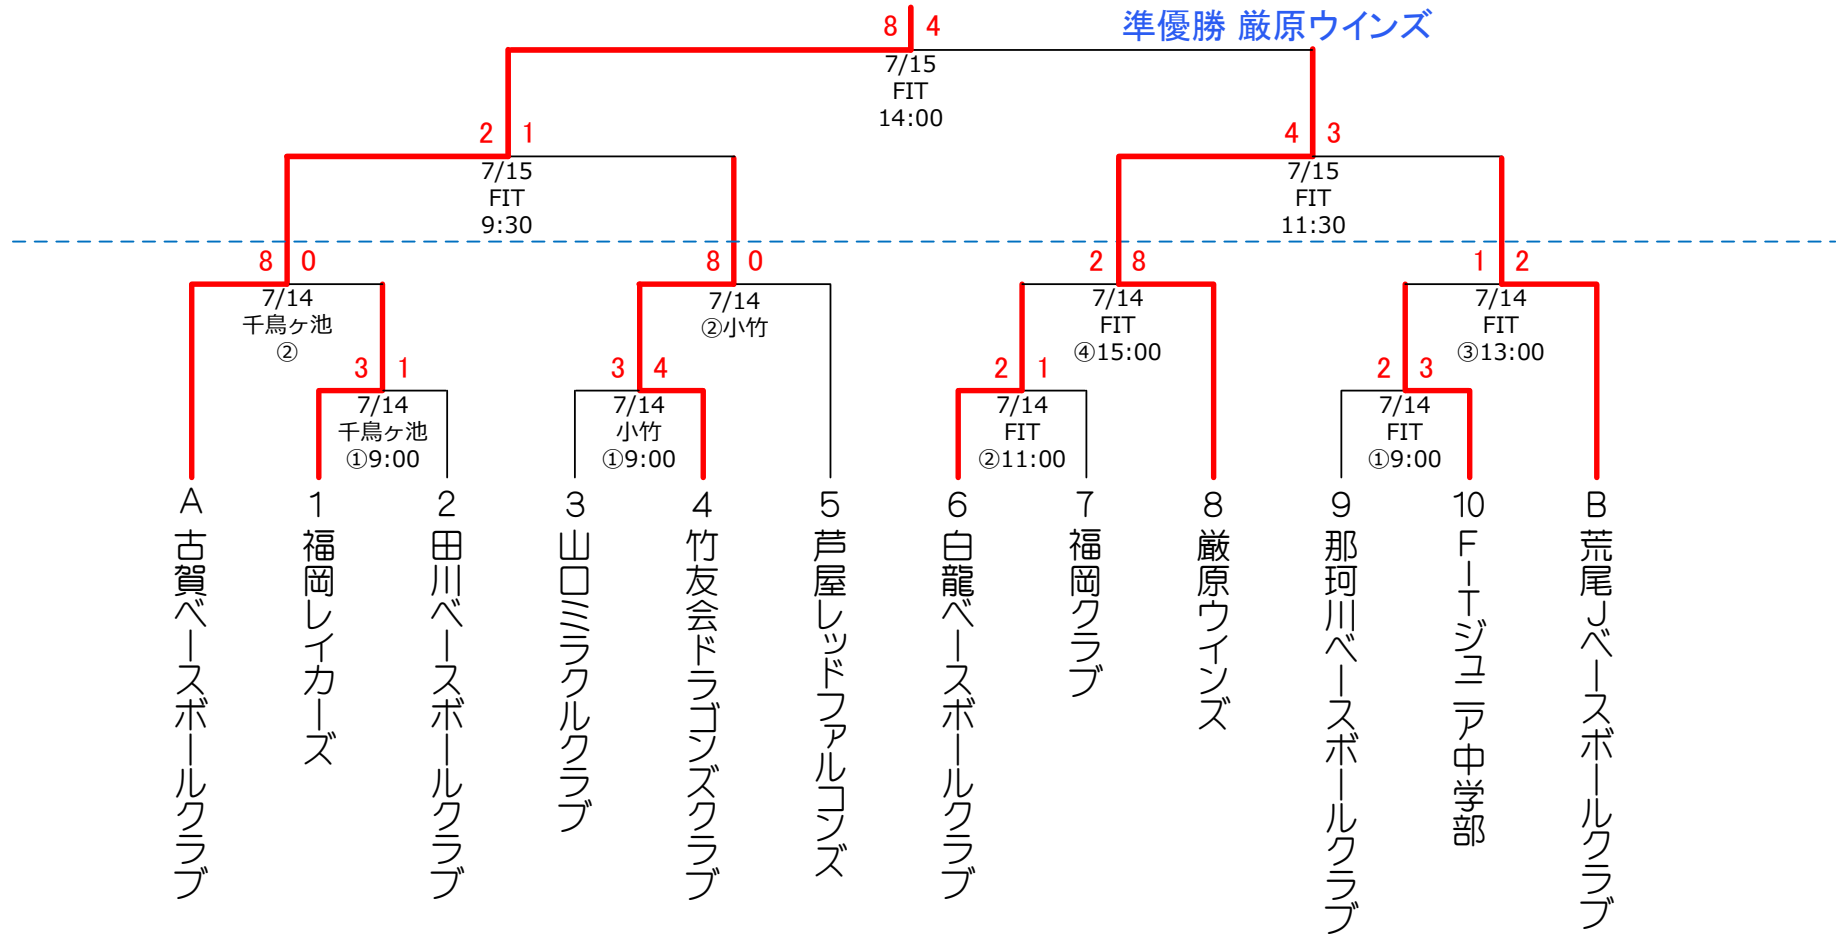 8 4
準優勝 厳原ウインズ
7/15
FIT
14:00
2 1
7/15
FIT
9:30
4 3
7/15
FIT
11:30
8 0
7/14
千鳥ヶ池
②
8 0
7/14
②小竹
2 8
7/14
FIT
④15:00
1 2
7/14
FIT
③13:00
3 1
7/14
千鳥ヶ池
①9:00
3 4
7/14
小竹
①9:00
2 1
7/14
FIT
②11:00
2 3
7/14
FIT
①9:00
A 古賀ベースボールクラブ
1 福岡レイカーズ
2 田川ベースボールクラブ
3 山口ミラクルクラブ
4 竹友会ドラゴンズクラブ
5 芦屋レッドファルコンズ
6 白龍ベースボールクラブ
7 福岡クラブ
8 厳原ウインズ
9 那珂川ベースボールクラブ
10 FITジュニア中学部
B 荒尾Jベースボールクラブ